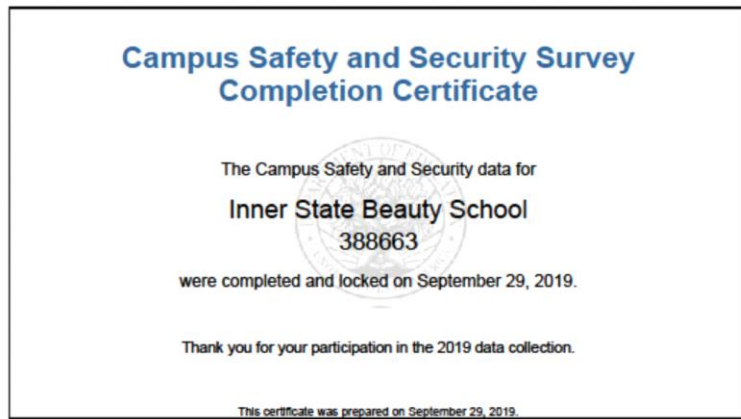 Campus Safety and Security Survey
Completion Certificate
The Campus Safety and Security data for
Inner State Beauty School
388663
were completed and locked on September 29, 2019.
Thank you for your participation in the 2019 data collection.
This certificate was prepared on September 29, 2019.